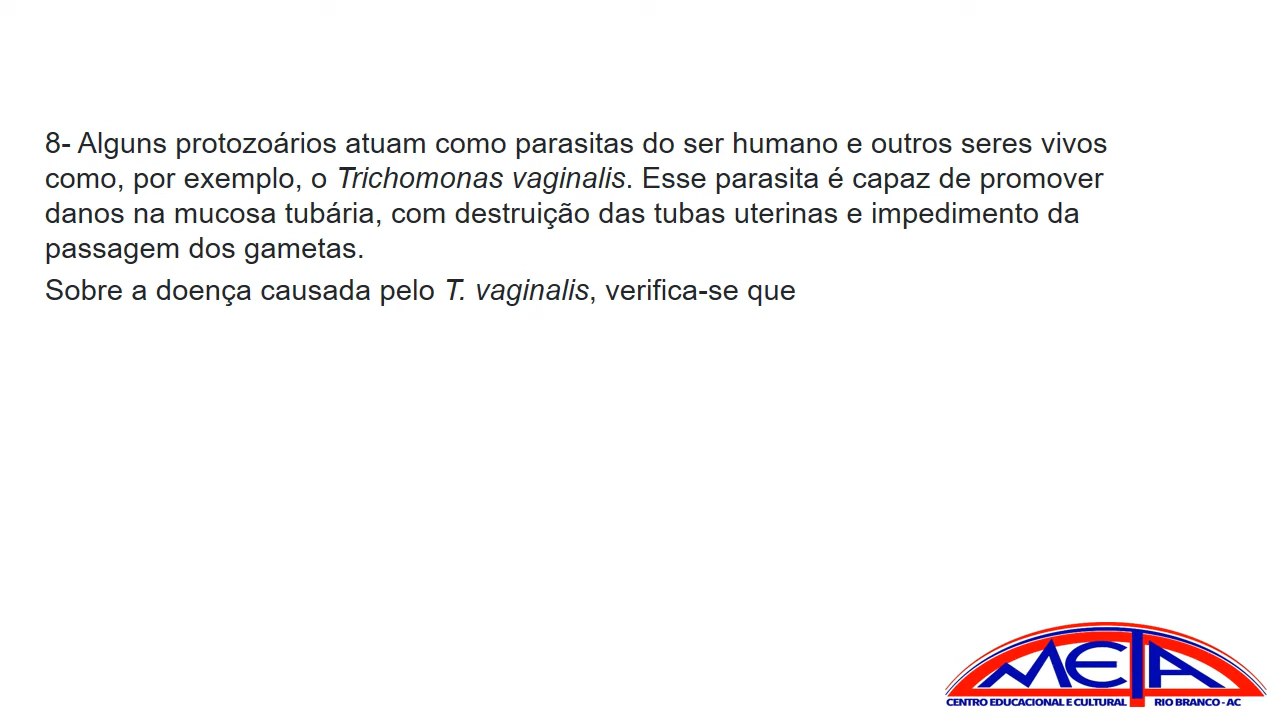 8- Alguns protozoários atuam como parasitas do ser humano e outros seres vivos
como, por exemplo, o Trichomonas vaginalis. Esse parasita é capaz de promover
danos na mucosa tubária, com destruição das tubas uterinas e impedimento da
passagem dos gametas.
Sobre a doença causada pelo T. vaginalis, verifica-se que
META
CENTRO EDUCACIONAL E CULTURAL RIO BRANCO - AC